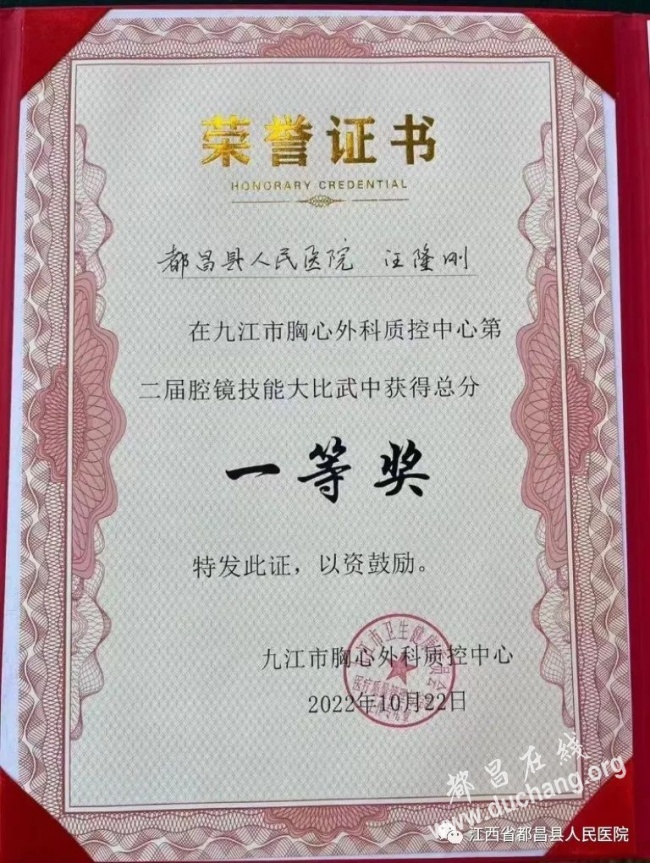 荣誉证书
HONORARY CREDENTIAL
都昌县人民医院 汪隆刚
在九江市胸心外科质控中心第
二届腔镜技能大比武中获得总分
一等奖
特发此证，以资鼓励。
九江市胸心外科质控中心
2022年10月22日
都昌在线
www.duchang.org
江西省都昌县人民医院